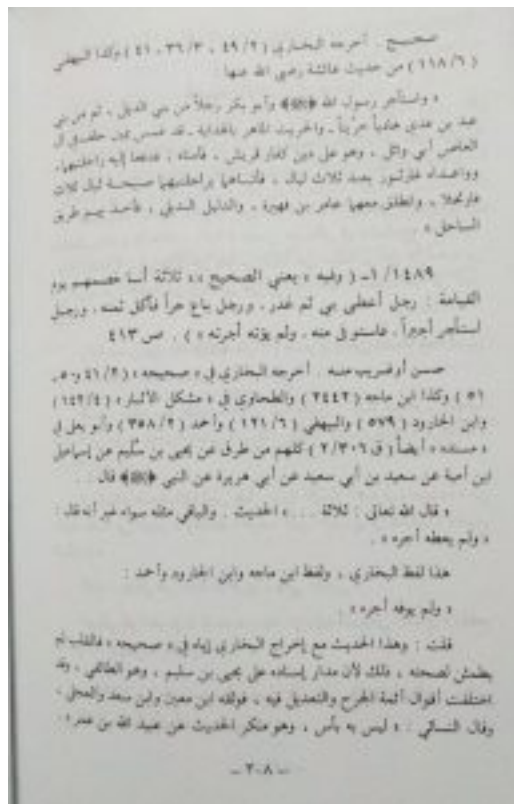 صحيح . أخرجه البخاري ( ٤٩/٢ ، ٣٦/٣ ، ٤١ ) وكذا البيهقي
( ١١٨/٦ ) من حديث عائشة رضي الله عنها :
« واستأجر رسول الله ﷺ وأبو بكر رجلاً من بني الديل ، ثم من بني
عبد بن عدي هادياً خريتاً ـ والخريت الماهر بالهداية ـ قد غمس حلف في آل
العاص أبي وائل ، وهو على دين كفار قريش ، فأمناه ، فدفعا إليه راحلتيهما ،
وواعداه غار ثور بعد ثلاث ليال ، فأتاهما براحلتيهما صبيحة ليال ثلاث
فارتحلا ، وانطلق معهما عامر بن فهيرة ، والدليل الديلي ، فأخذ بهم طريق
الساحل » .
١٤٨٩/١ـ ( وفيه « يعني الصحيح » « ثلاثة أنا خصمهم يوم
القيامة : رجل أعطى بي ثم غدر . ورجل باع حراً فأكل ثمنه . ورجل
استأجر أجيراً . فاستوفى منه . ولم يؤته أجرته » ) . ص ٤١٣
حسن أو قريب منه . أخرجه البخاري في « صحيحه » ( ٤١/٢ و ٥٠ ـ
٥١ ) وكذا ابن ماجه ( ٢٤٤٢ ) والطحاوي في « مشكل الآثار » ( ١٤٢/٤ )
وابن الجارود ( ٥٧٩ ) والبيهقي ( ١٢١/٦ ) وأحمد ( ٣٥٨/٢ ) وأبو يعلى في
« مسنده » أيضاً ( ق ٢/٣٠٦ ) كلهم من طرق عن يحيى بن سليم عن إسماعيل
ابن أمية عن سعيد بن أبي سعيد عن أبي هريرة عن النبي ﷺ قال ..
« قال الله تعالى : ثلاثة ... » الحديث . والباقي مثله سواء غير أنه قال :
« ولم يعطه أجره » .
هذا لفظ البخاري ، ولفظ ابن ماجه وابن الجارود وأحمد :
« ولم يوفه أجره »
قلت : وهذا الحديث مع إخراج البخاري إياه في « صحيحه » فالقلب لم
يطمئن لصحته ، ذلك لأن مدار إسناده على يحيى بن سليم ، وهو الطائفي ، وقد
اختلفت أقوال أئمة الجرح والتعديل فيه ، فوثقه ابن معين وابن سعد والعجلي ،
وقال النسائي : « ليس به بأس ، وهو منكر الحديث عن عبيد الله بن عمر » .
ـ ٣٠٨ ـ